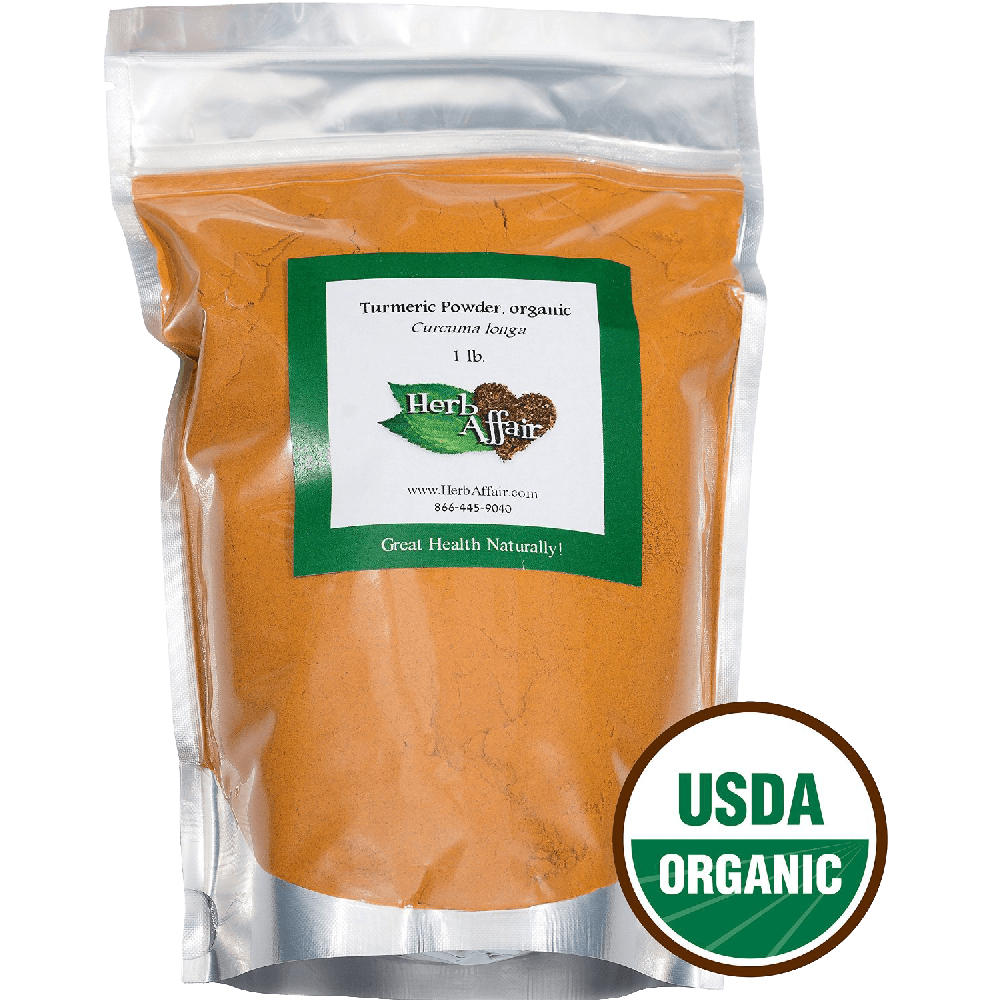 Turmeric Powder, organic
Curcuma longa
1 lb.
Herb
Affair
www.HerbAffair.com
866-445-9040
Great Health Naturally!
USDA
ORGANIC